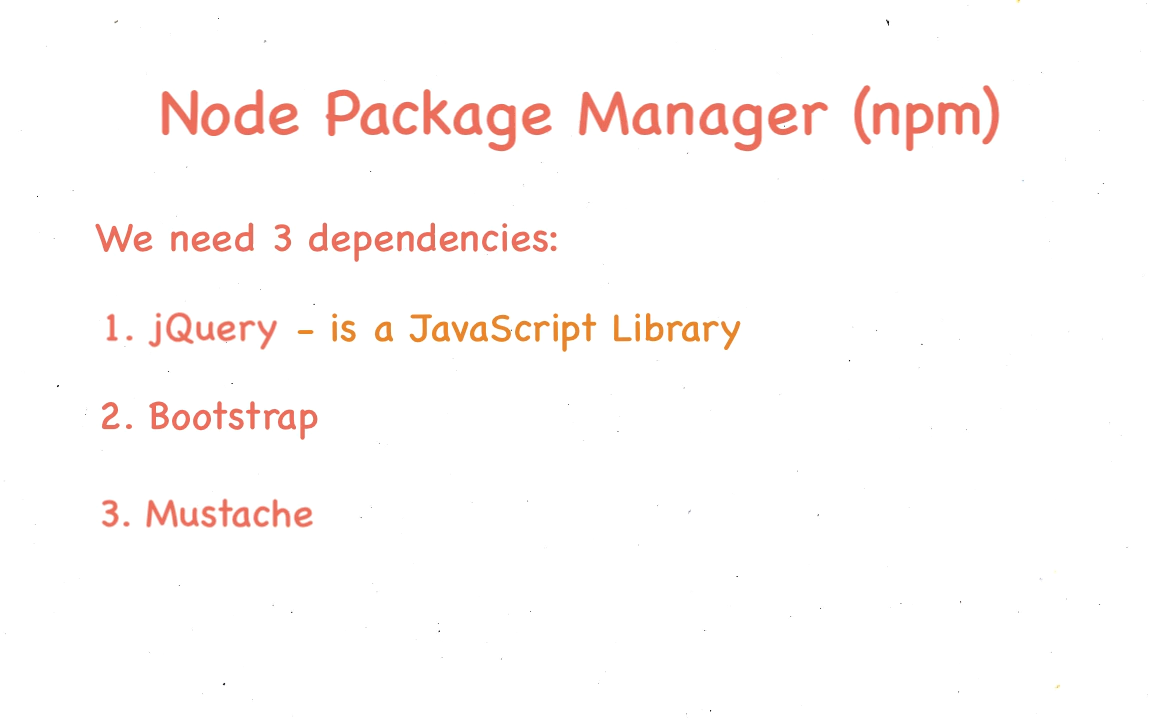 Node Package Manager (npm)
We need 3 dependencies:
1. jQuery - is a JavaScript Library
2. Bootstrap
3. Mustache